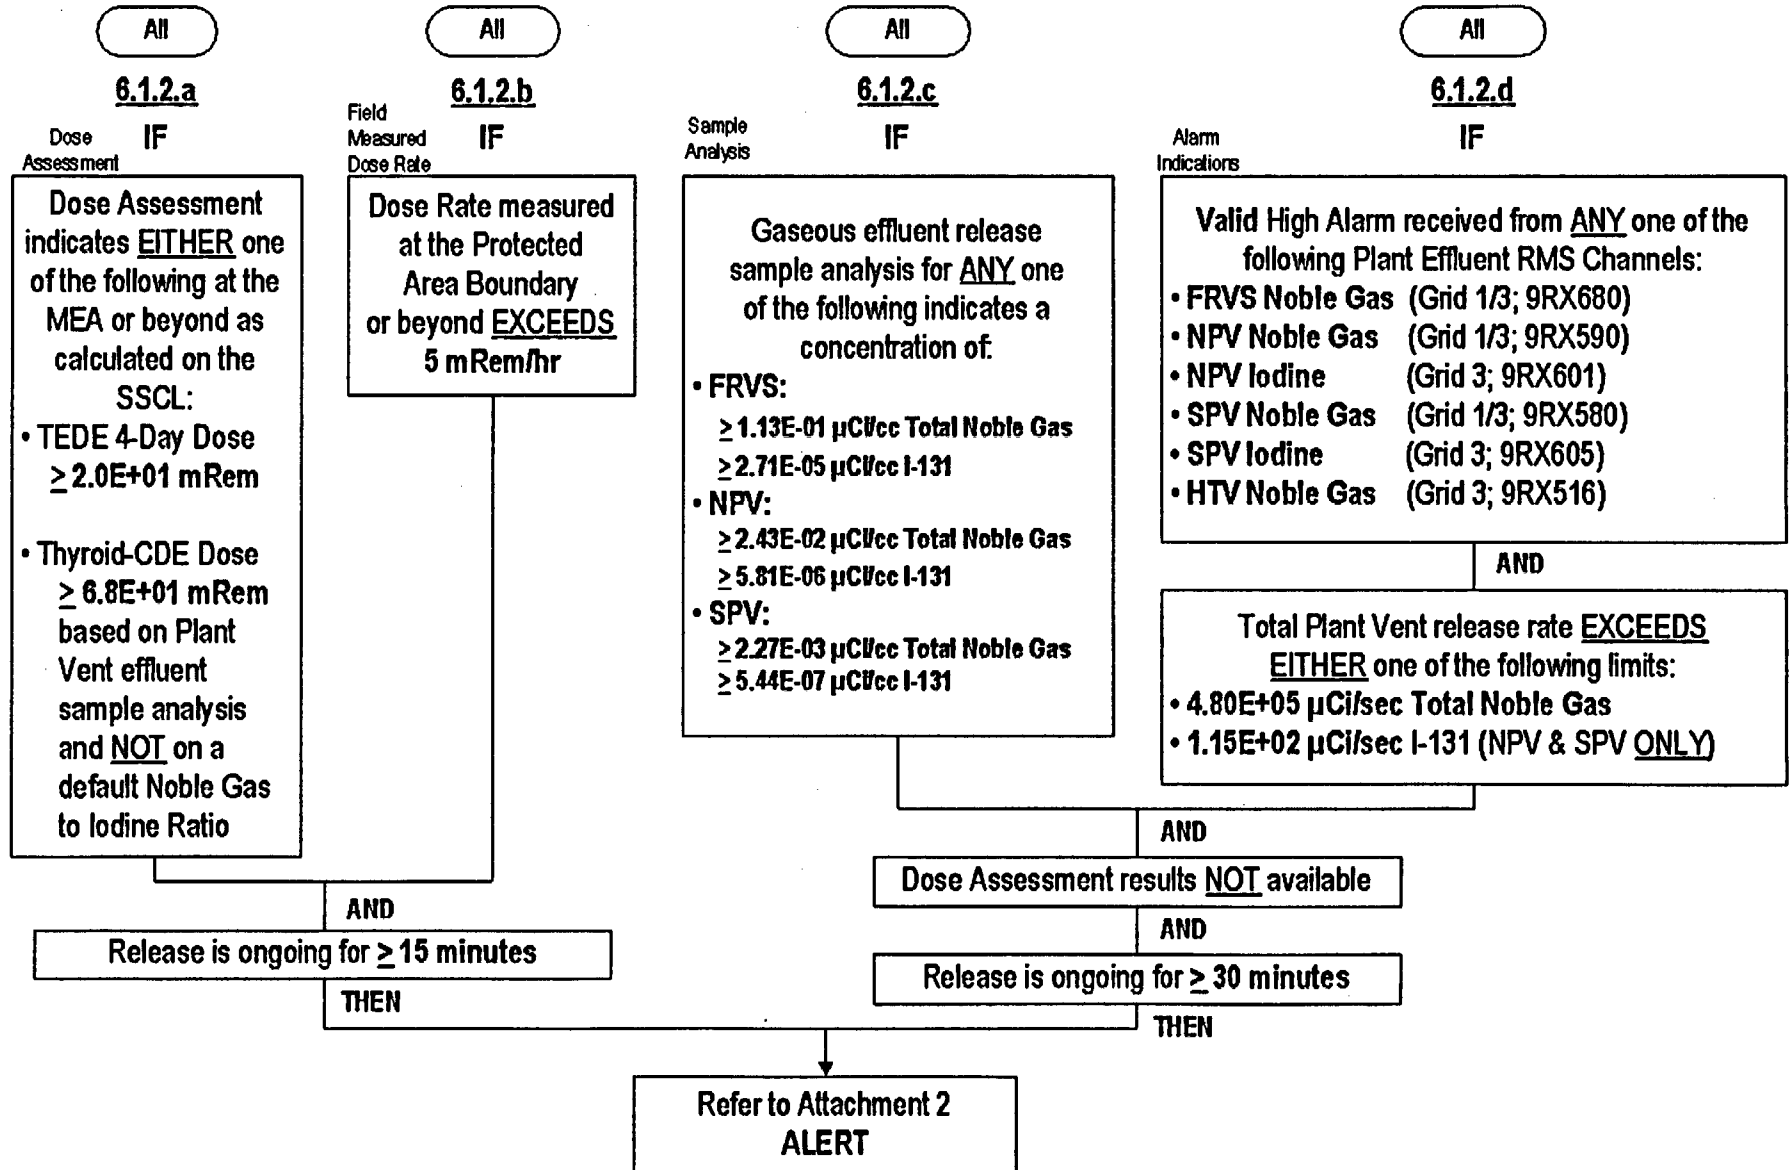 All
6.1.2.a
Dose
Assessment
IF
Dose Assessment
indicates EITHER one
of the following at the
MEA or beyond as
calculated on the
SSCL:
• TEDE 4-Day Dose
≥ 2.0E+01 mRem
• Thyroid-CDE Dose
≥ 6.8E+01 mRem
based on Plant
Vent effluent
sample analysis
and NOT on a
default Noble Gas
to Iodine Ratio
All
6.1.2.b
Field
Measured
Dose Rate
IF
Dose Rate measured
at the Protected
Area Boundary
or beyond EXCEEDS
5 mRem/hr
AND
Release is ongoing for ≥ 15 minutes
THEN
All
6.1.2.c
Sample
Analysis
IF
Gaseous effluent release
sample analysis for ANY one
of the following indicates a
concentration of:
• FRVS:
≥ 1.13E-01 µCi/cc Total Noble Gas
≥ 2.71E-05 µCi/cc I-131
• NPV:
≥ 2.43E-02 µCi/cc Total Noble Gas
≥ 5.81E-06 µCi/cc I-131
• SPV:
≥ 2.27E-03 µCi/cc Total Noble Gas
≥ 5.44E-07 µCi/cc I-131
All
6.1.2.d
Alarm
Indications
IF
Valid High Alarm received from ANY one of the
following Plant Effluent RMS Channels:
• FRVS Noble Gas (Grid 1/3; 9RX680)
• NPV Noble Gas (Grid 1/3; 9RX590)
• NPV Iodine (Grid 3; 9RX601)
• SPV Noble Gas (Grid 1/3; 9RX580)
• SPV Iodine (Grid 3; 9RX605)
• HTV Noble Gas (Grid 3; 9RX516)
AND
Total Plant Vent release rate EXCEEDS
EITHER one of the following limits:
• 4.80E+05 µCi/sec Total Noble Gas
• 1.15E+02 µCi/sec I-131 (NPV & SPV ONLY)
AND
Dose Assessment results NOT available
AND
Release is ongoing for ≥ 30 minutes
THEN
Refer to Attachment 2
ALERT